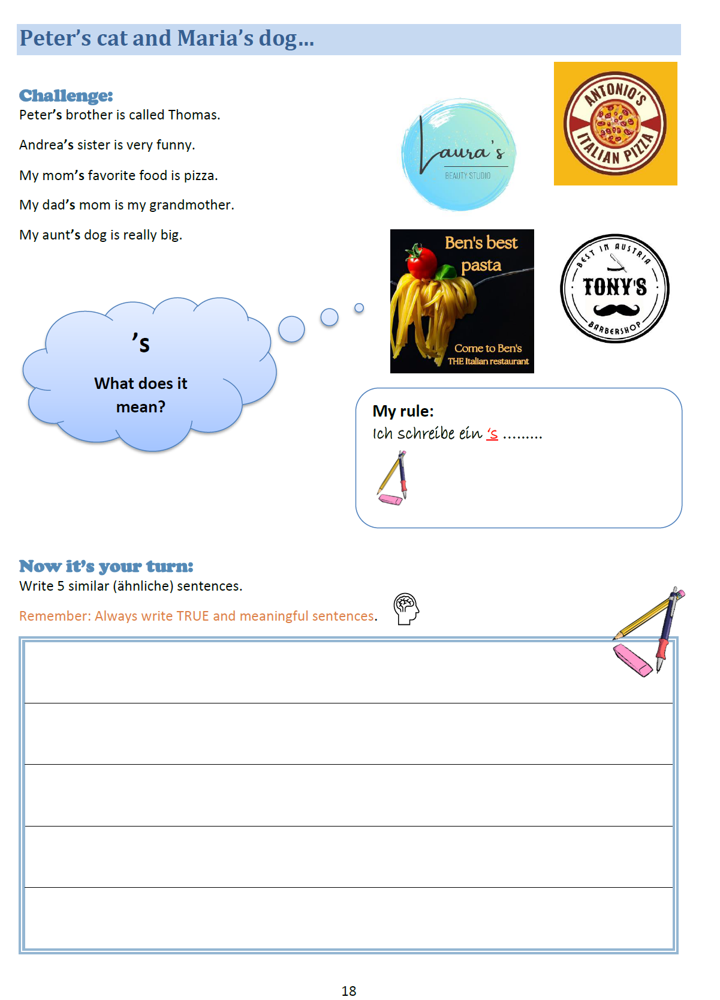 Peter’s cat and Maria’s dog…
Challenge:
Peter’s brother is called Thomas.
Andrea’s sister is very funny.
My mom’s favorite food is pizza.
My dad’s mom is my grandmother.
My aunt’s dog is really big.
Laura's
BEAUTY STUDIO
ANTONIO'S
ITALIAN PIZZA
Ben's best
pasta
Come to Ben's
THE Italian restaurant
BEST IN AUSTRIA
TONY'S
BARBERSHOP
’s
What does it
mean?
My rule:
Ich schreibe ein ‘s ………
Now it’s your turn:
Write 5 similar (ähnliche) sentences.
Remember: Always write TRUE and meaningful sentences.
18